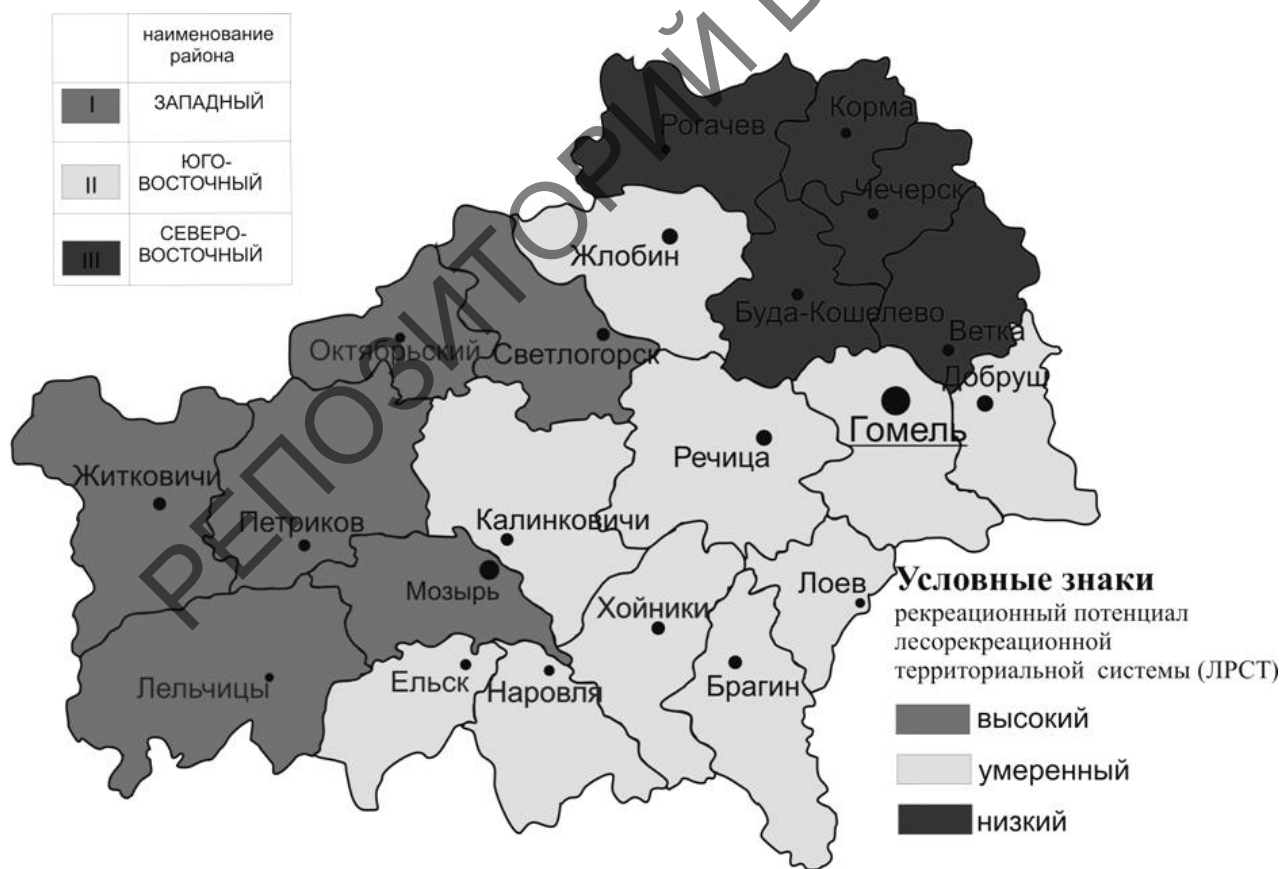 наименование
района
I
ЗАПАДНЫЙ
II
ЮГО-
ВОСТОЧНЫЙ
III
СЕВЕРО-
ВОСТОЧНЫЙ
РЕПОЗИТОРИЙ
Рогачев
Корма
Чечерск
Жлобин
Буда-Кошелево
Ветка
Октябрьский
Светлогорск
Добруш
Гомель
Речица
Житковичи
Петриков
Калинковичи
Мозырь
Хойники
Лоев
Лельчицы
Ельск
Наровля
Брагин
Условные знаки
рекреационный потенциал
лесорекреационной
территориальной системы (ЛРСТ)
высокий
умеренный
низкий